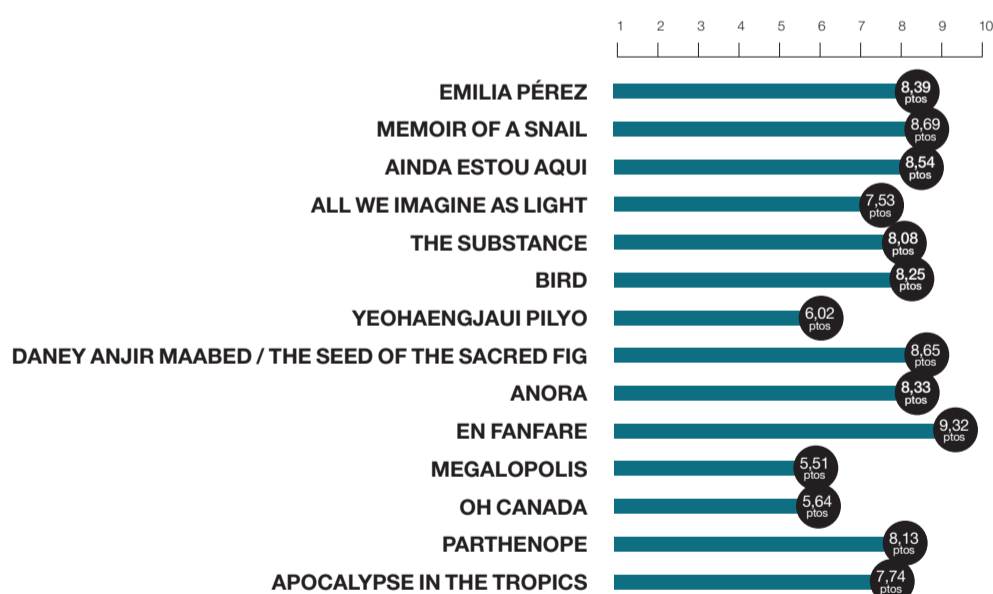 1 2 3 4 5 6 7 8 9 10
EMILIA PÉREZ 8,39 ptos
MEMOIR OF A SNAIL 8,69 ptos
AINDA ESTOU AQUI 8,54 ptos
ALL WE IMAGINE AS LIGHT 7,53 ptos
THE SUBSTANCE 8,08 ptos
BIRD 8,25 ptos
YEOHAENGJAUI PILYO 6,02 ptos
DANEY ANJIR MAABED / THE SEED OF THE SACRED FIG 8,65 ptos
ANORA 8,33 ptos
EN FANFARE 9,32 ptos
MEGALOPOLIS 5,51 ptos
OH CANADA 5,64 ptos
PARTHENOPE 8,13 ptos
APOCALYPSE IN THE TROPICS 7,74 ptos